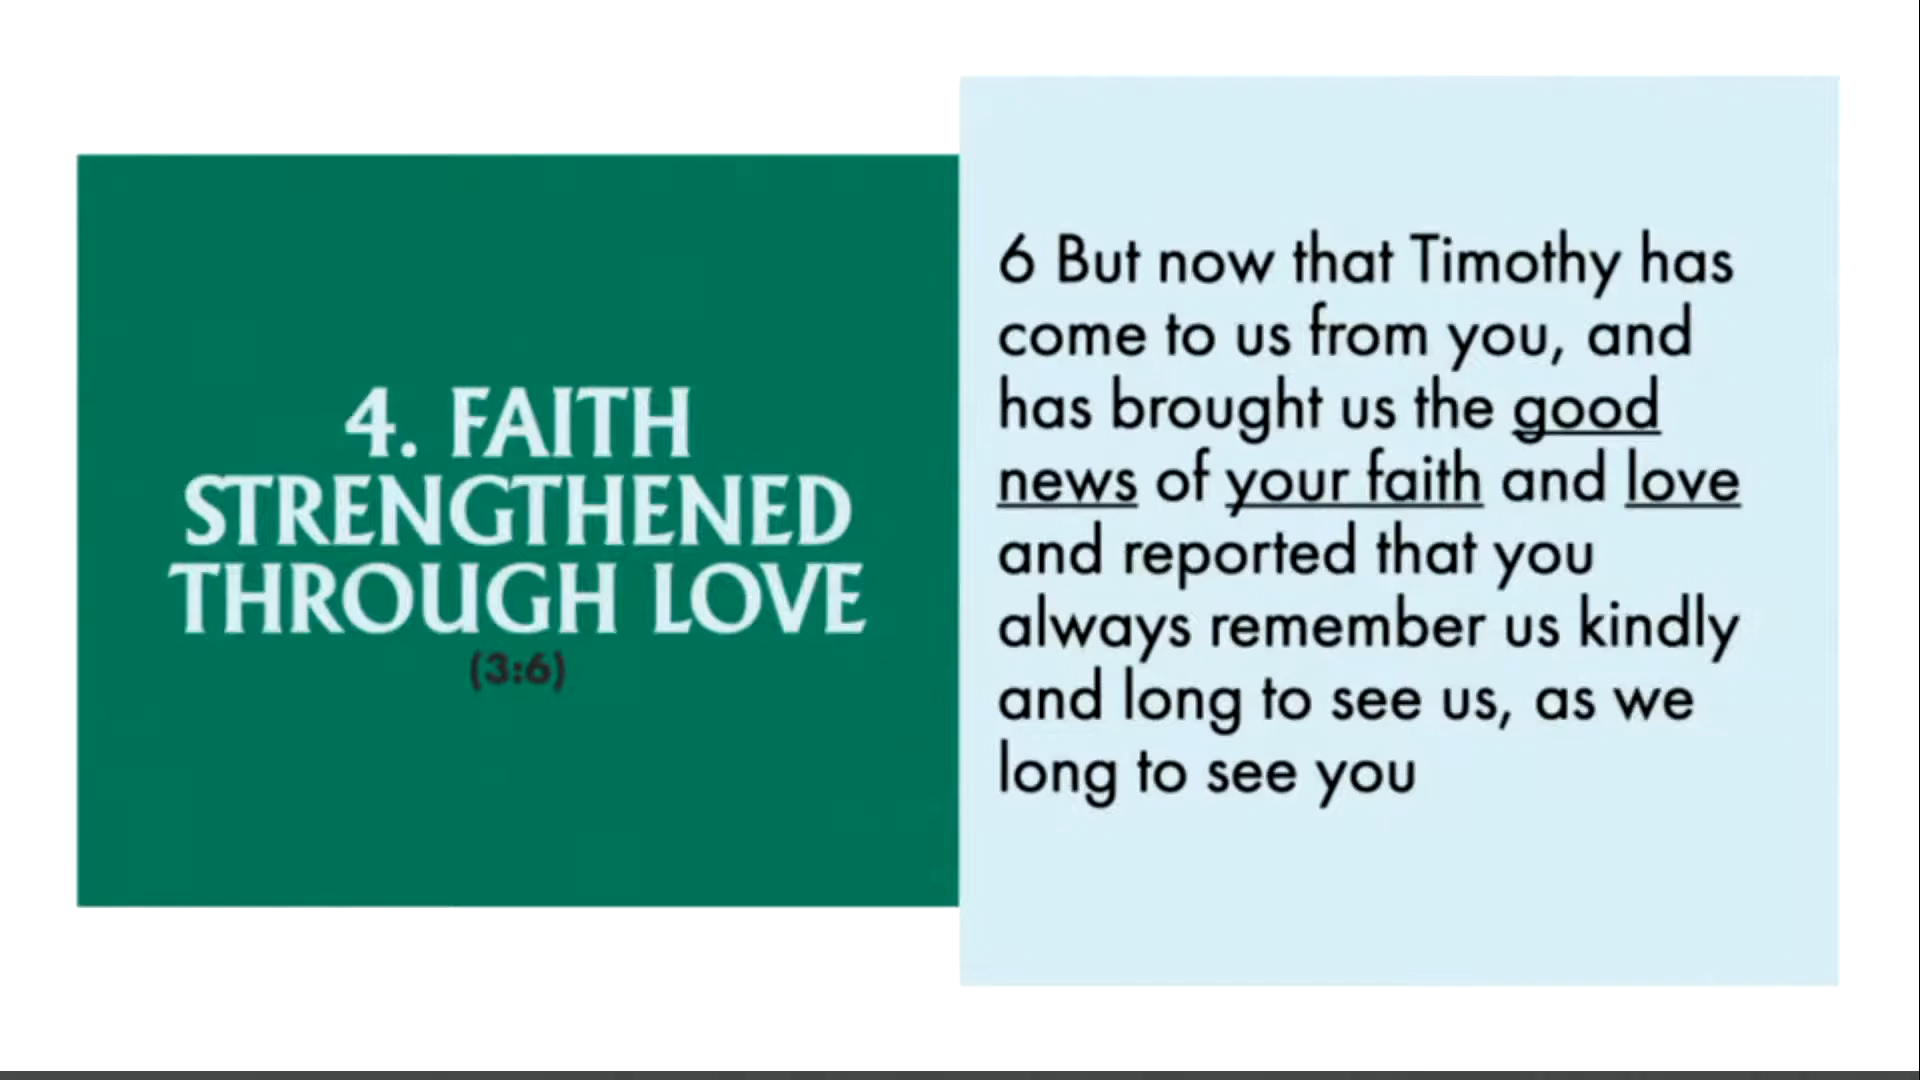 4. FAITH
STRENGTHENED
THROUGH LOVE
(3:6)
6 But now that Timothy has
come to us from you, and
has brought us the good
news of your faith and love
and reported that you
always remember us kindly
and long to see us, as we
long to see you